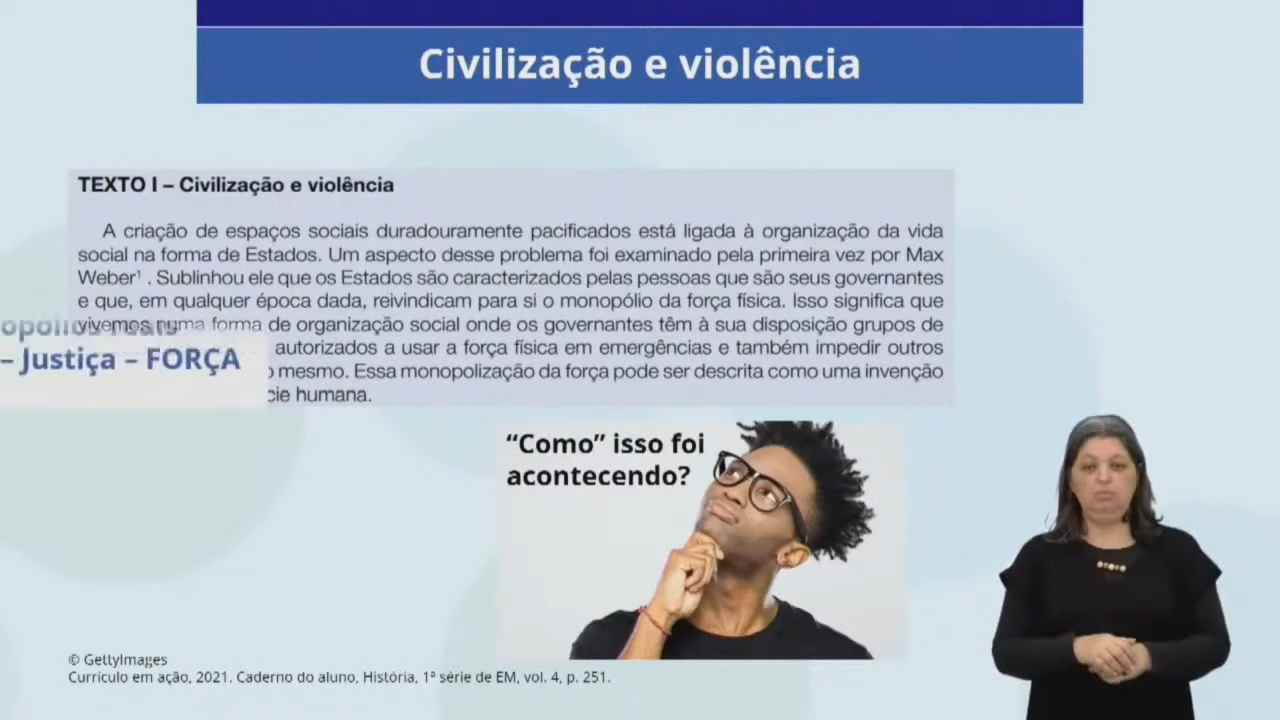 Civilização e violência
TEXTO I – Civilização e violência
A criação de espaços sociais duradouramente pacificados está ligada à organização da vida
social na forma de Estados. Um aspecto desse problema foi examinado pela primeira vez por Max
Weber¹ . Sublinhou ele que os Estados são caracterizados pelas pessoas que são seus governantes
e que, em qualquer época dada, reivindicam para si o monopólio da força física. Isso significa que
vivemos numa forma de organização social onde os governantes têm à sua disposição grupos de
autorizados a usar a força física em emergências e também impedir outros
o mesmo. Essa monopolização da força pode ser descrita como uma invenção
cie humana.
– Justiça – FORÇA
“Como” isso foi
acontecendo?
© GettyImages
Currículo em ação, 2021. Caderno do aluno, História, 1ª série de EM, vol. 4, p. 251.